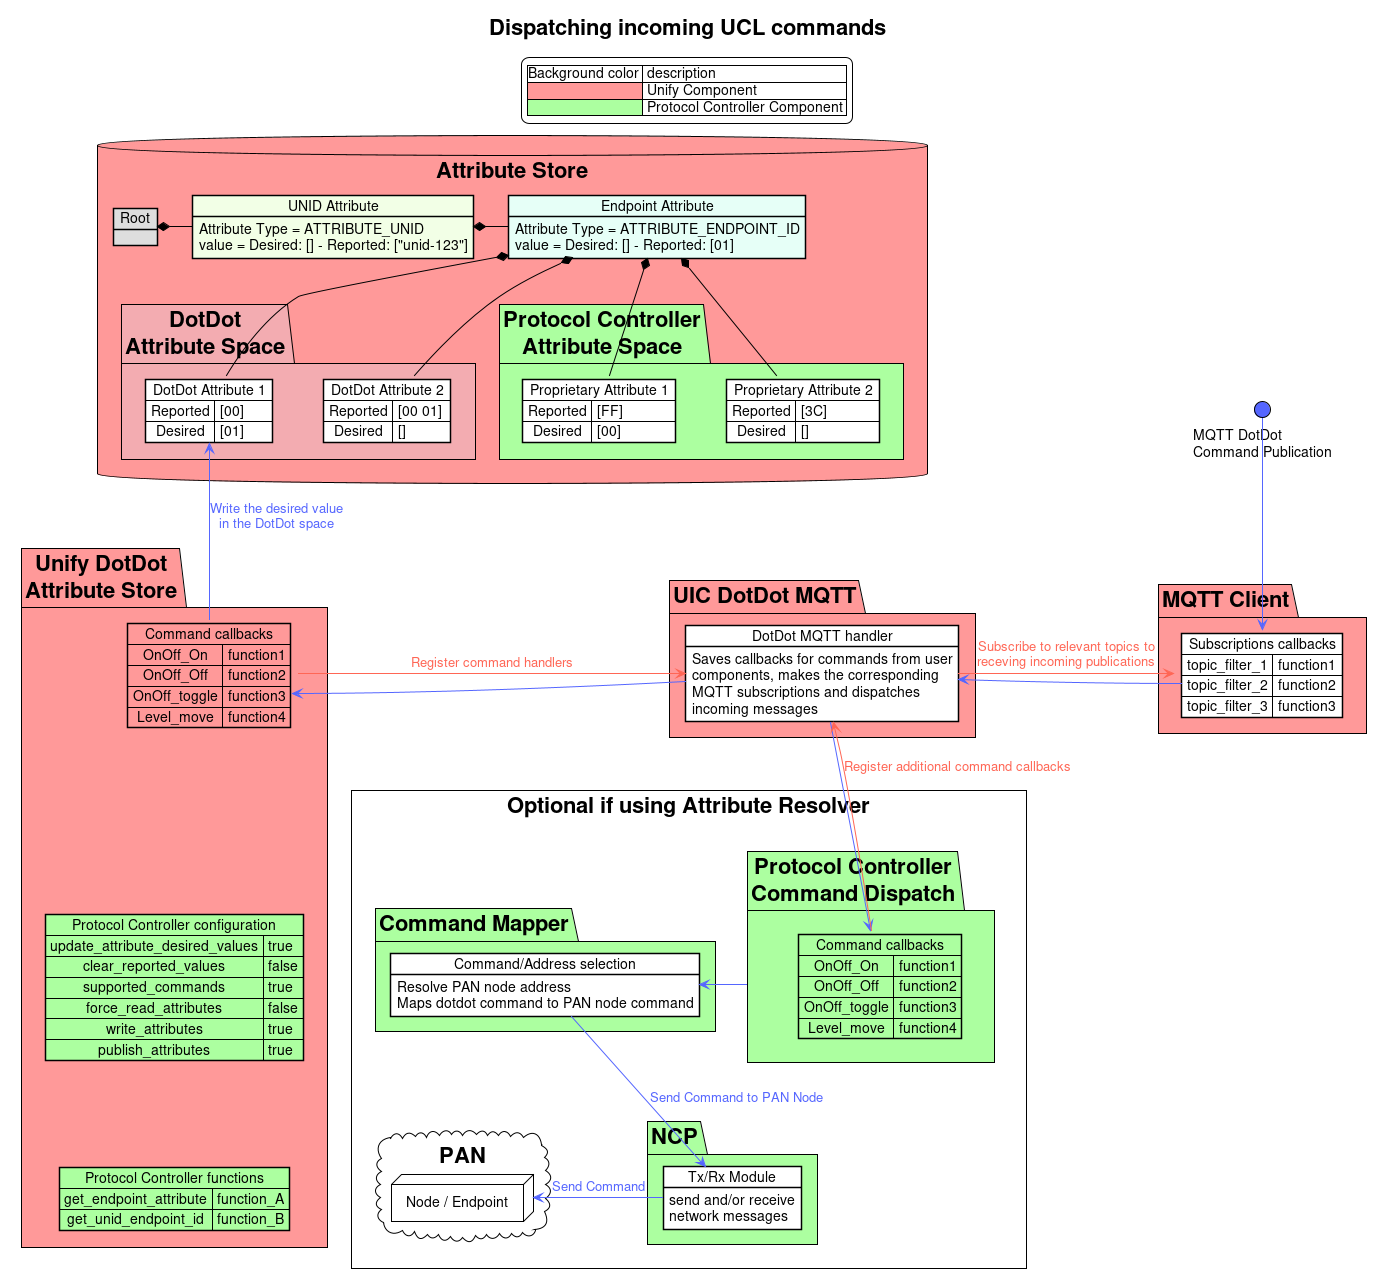 Dispatching incoming UCL commands
Background color description
Unify Component
Protocol Controller Component
Attribute Store
Root
UNID Attribute
Attribute Type = ATTRIBUTE_UNID
value = Desired: [] - Reported: ["unid-123"]
Endpoint Attribute
Attribute Type = ATTRIBUTE_ENDPOINT_ID
value = Desired: [] - Reported: [01]
DotDot
Attribute Space
DotDot Attribute 1
Reported [00]
Desired [01]
DotDot Attribute 2
Reported [00 01]
Desired []
Protocol Controller
Attribute Space
Proprietary Attribute 1
Reported [FF]
Desired [00]
Proprietary Attribute 2
Reported [3C]
Desired []
MQTT DotDot
Command Publication
Write the desired value
in the DotDot space
Unify DotDot
Attribute Store
Command callbacks
OnOff_On function1
OnOff_Off function2
OnOff_toggle function3
Level_move function4
Register command handlers
UIC DotDot MQTT
DotDot MQTT handler
Saves callbacks for commands from user
components, makes the corresponding
MQTT subscriptions and dispatches
incoming messages
Subscribe to relevant topics to
receving incoming publications
MQTT Client
Subscriptions callbacks
topic_filter_1 function1
topic_filter_2 function2
topic_filter_3 function3
Register additional command callbacks
Optional if using Attribute Resolver
Protocol Controller
Command Dispatch
Command callbacks
OnOff_On function1
OnOff_Off function2
OnOff_toggle function3
Level_move function4
Command Mapper
Command/Address selection
Resolve PAN node address
Maps dotdot command to PAN node command
Protocol Controller configuration
update_attribute_desired_values true
clear_reported_values false
supported_commands true
force_read_attributes false
write_attributes true
publish_attributes true
Send Command to PAN Node
NCP
Tx/Rx Module
send and/or receive
network messages
Send Command
PAN
Node / Endpoint
Protocol Controller functions
get_endpoint_attribute function_A
get_unid_endpoint_id function_B